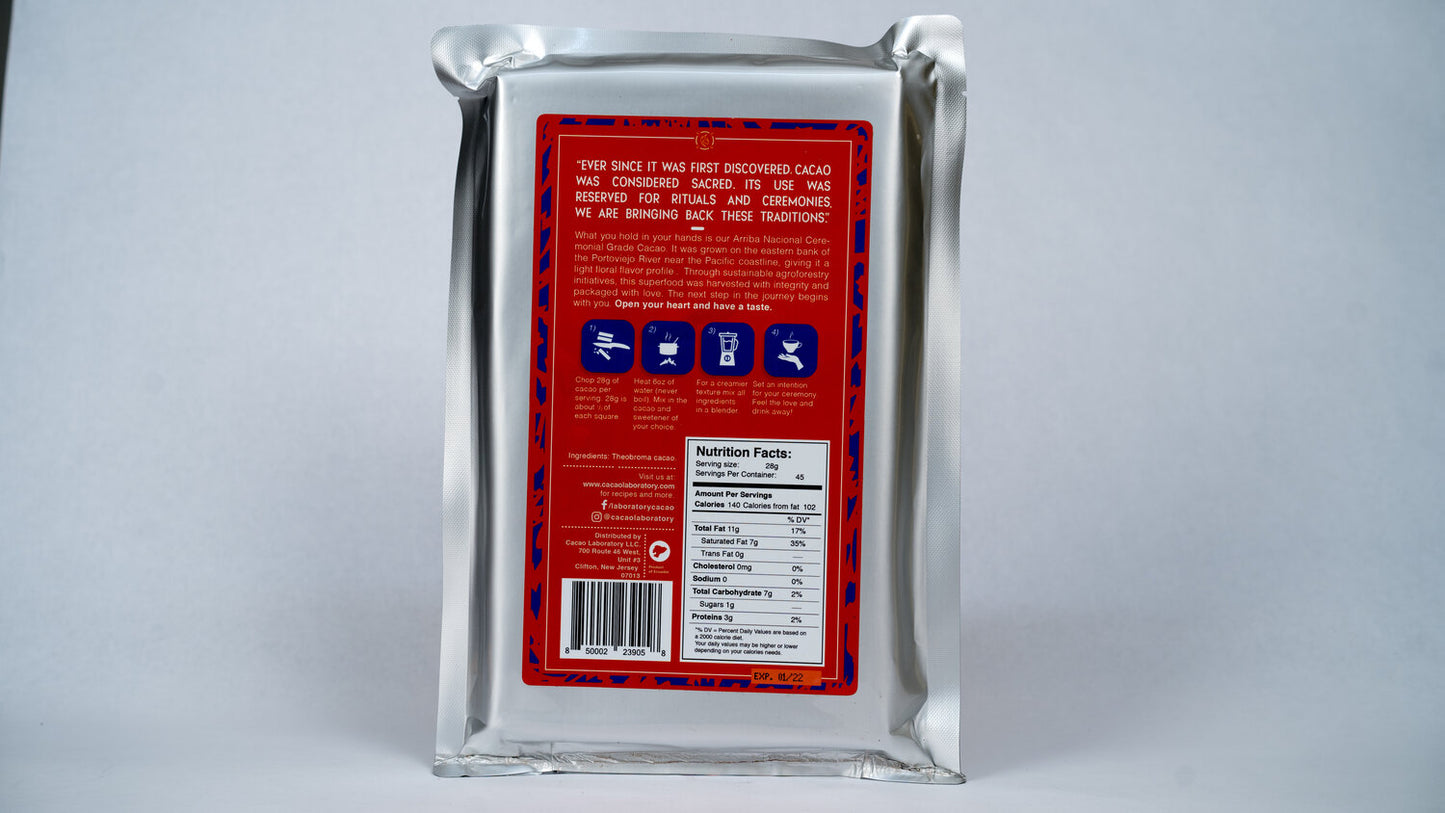 “EVER SINCE IT WAS FIRST DISCOVERED, CACAO
WAS CONSIDERED SACRED. ITS USE WAS
RESERVED FOR RITUALS AND CEREMONIES.
WE ARE BRINGING BACK THESE TRADITIONS.”
What you hold in your hands is our Arriba Nacional Cere-
monial Grade Cacao. It was grown on the eastern bank of
the Portoviejo River near the Pacific coastline, giving it a
light floral flavor profile . Through sustainable agroforestry
initiatives, this superfood was harvested with integrity and
packaged with love. The next step in the journey begins
with you. Open your heart and have a taste.
1)
2)
3)
4)
Chop 28g of
cacao per
serving. 28g is
about of
each square
Heat 6oz of
water (never
boil). Mix in the
cacao and
sweetener of
your choice.
For a creamier
texture mix all
ingredients
in a blender
Set an intention
for your ceremony.
Feel the love and
drink away!
Ingredients: Theobroma cacao.
Visit us at:
www.cacaolaboratory.com
for recipes and more.
/laboratorycacao
@cacaolaboratory
Distributed by
Cacao Laboratory LLC.
700 Route 46 West,
Unit #3
Clifton, New Jersey
07013
Product
of Ecuador
8 50002 23905 8
Nutrition Facts:
Serving size: 28g
Servings Per Container: 45
Amount Per Servings
Calories 140 Calories from fat 102
% DV*
Total Fat 11g 17%
Saturated Fat 7g 35%
Trans Fat 0g
Cholesterol 0mg 0%
Sodium 0 0%
Total Carbohydrate 7g 2%
Sugars 1g
Proteins 3g 2%
*% DV = Percent Daily Values are based on
a 2000 calorie diet.
Your daily values may be higher or lower
depending on your calories needs.
EXP. 01/22